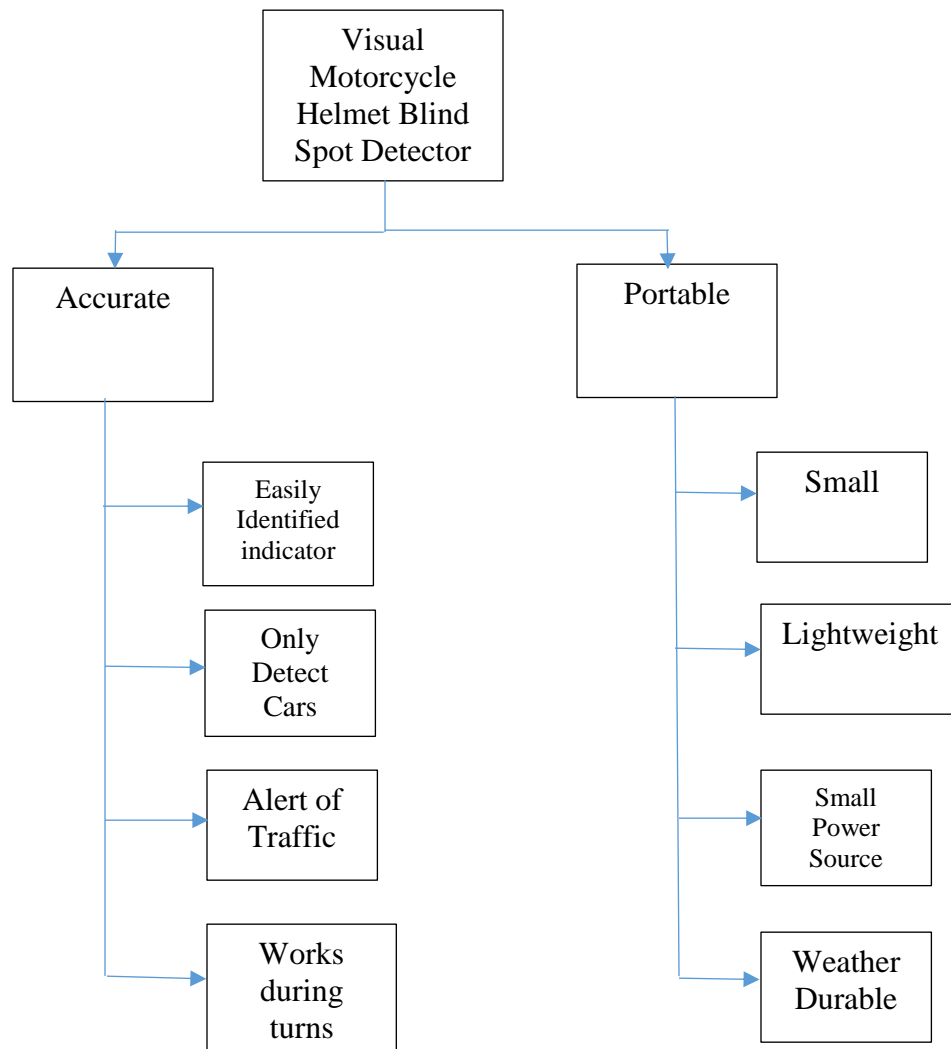 Visual
Motorcycle
Helmet Blind
Spot Detector
Accurate
Portable
Easily
Identified
indicator
Only
Detect
Cars
Alert of
Traffic
Works
during
turns
Small
Lightweight
Small
Power
Source
Weather
Durable